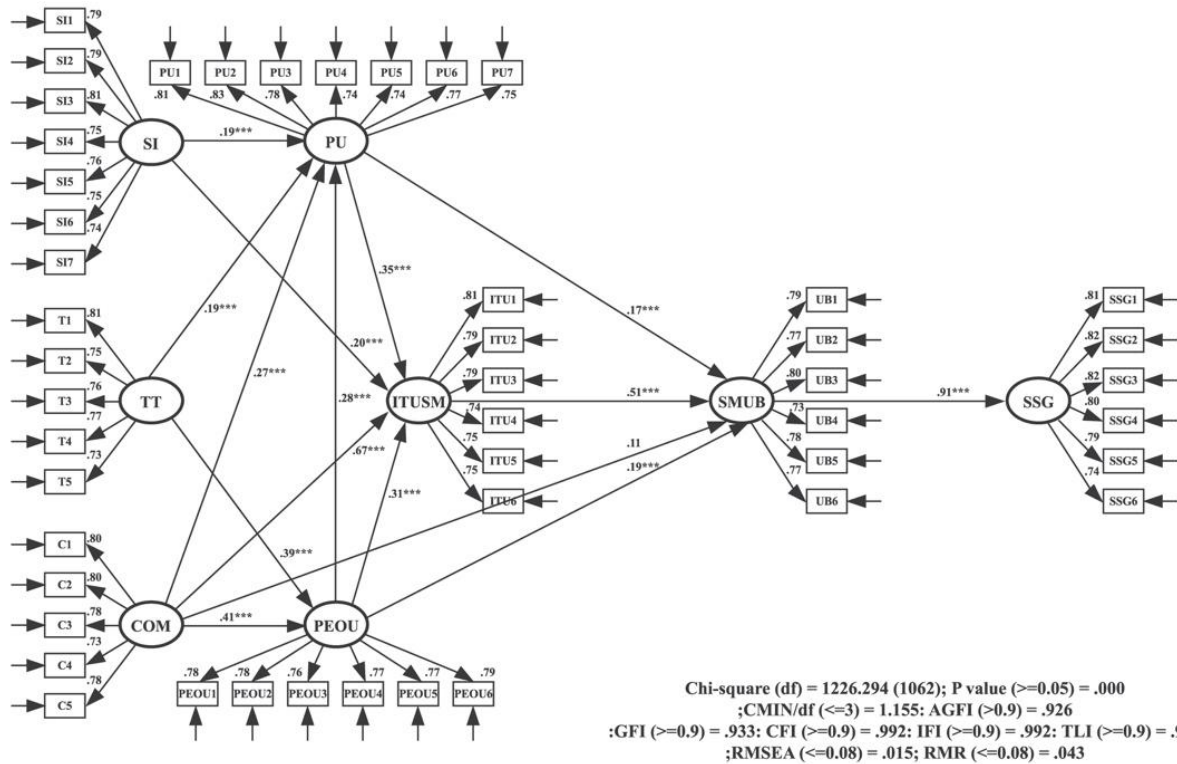 SI1 .79
SI2 .79
SI3 .81
SI4 .75
SI5 .76
SI6 .75
SI7 .74
SI
.19***
PU1 PU2 PU3 PU4 PU5 PU6 PU7
.81 .83 .78 .74 .74 .77 .75
PU
.35***
.17***
.19***
.20***
.27***
.28***
.67***
.31***
T1 .81
T2 .75
T3 .76
T4 .77
T5 .73
TT
ITUSM
.81 ITU1
.79 ITU2
.79 ITU3
.74 ITU4
.75 ITU5
.75 ITU6
.51***
.11
.19***
SMUB
.79 UB1
.77 UB2
.80 UB3
.73 UB4
.78 UB5
.77 UB6
.91***
SSG
.81 SSG1
.82 SSG2
.82 SSG3
.80 SSG4
.79 SSG5
.74 SSG6
.39***
C1 .80
C2 .80
C3 .78
C4 .73
C5 .78
COM
.41***
PEOU
.78 .78 .76 .77 .77 .79
PEOU1 PEOU2 PEOU3 PEOU4 PEOU5 PEOU6
Chi-square (df) = 1226.294 (1062); P value (>=0.05) = .000
;CMIN/df (<=3) = 1.155: AGFI (>0.9) = .926
:GFI (>=0.9) = .933: CFI (>=0.9) = .992: IFI (>=0.9) = .992: TLI (>=0.9) =
;RMSEA (<=0.08) = .015; RMR (<=0.08) = .043